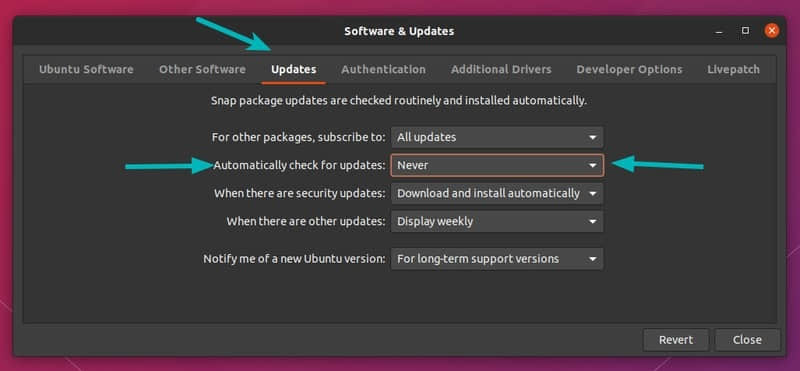 Software & Updates
Ubuntu Software Other Software Updates Authentication Additional Drivers Developer Options Livepatch
Snap package updates are checked routinely and installed automatically.
For other packages, subscribe to: All updates
Automatically check for updates: Never
When there are security updates: Download and install automatically
When there are other updates: Display weekly
Notify me of a new Ubuntu version: For long-term support versions
Revert Close